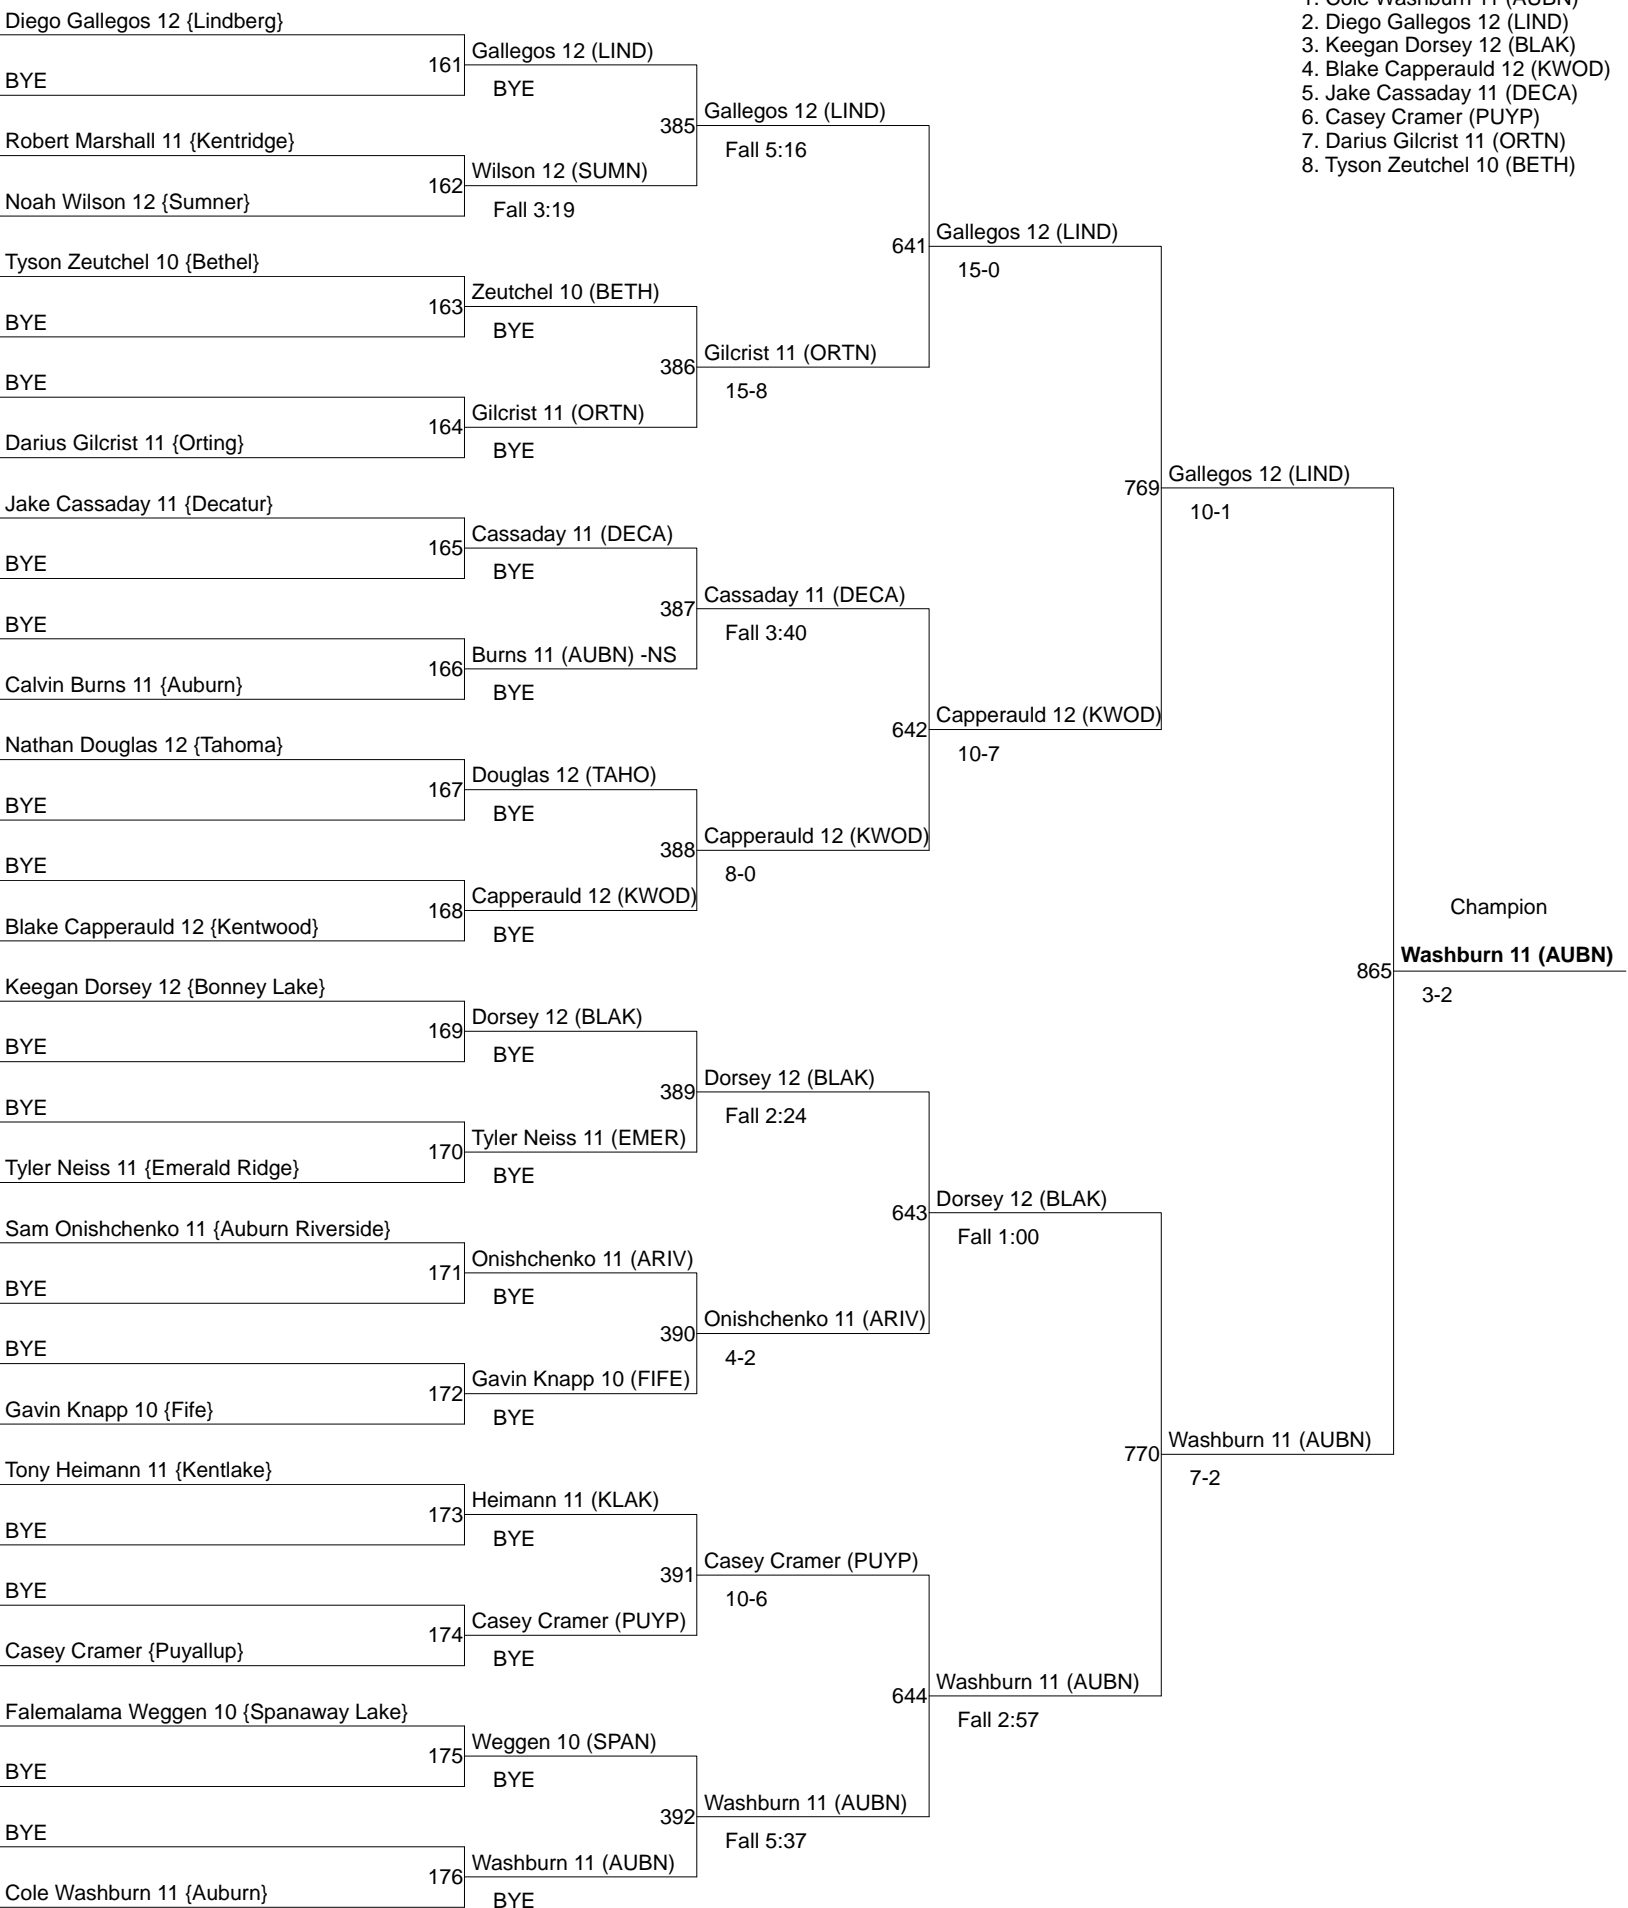 1. Cole Washburn 11 (AUBN)
2. Diego Gallegos 12 (LIND)
3. Keegan Dorsey 12 (BLAK)
4. Blake Capperauld 12 (KWOD)
5. Jake Cassaday 11 (DECA)
6. Casey Cramer (PUYP)
7. Darius Gilcrist 11 (ORTN)
8. Tyson Zeutchel 10 (BETH)
Diego Gallegos 12 {Lindberg}
BYE
Robert Marshall 11 {Kentridge}
Noah Wilson 12 {Sumner}
Tyson Zeutchel 10 {Bethel}
BYE
BYE
Darius Gilcrist 11 {Orting}
Jake Cassaday 11 {Decatur}
BYE
BYE
Calvin Burns 11 {Auburn}
Nathan Douglas 12 {Tahoma}
BYE
BYE
Blake Capperauld 12 {Kentwood}
Keegan Dorsey 12 {Bonney Lake}
BYE
BYE
Tyler Neiss 11 {Emerald Ridge}
Sam Onishchenko 11 {Auburn Riverside}
BYE
BYE
Gavin Knapp 10 {Fife}
Tony Heimann 11 {Kentlake}
BYE
BYE
Casey Cramer {Puyallup}
Falemalama Weggen 10 {Spanaway Lake}
BYE
BYE
Cole Washburn 11 {Auburn}
161
Gallegos 12 (LIND)
BYE
162
Wilson 12 (SUMN)
Fall 3:19
163
Zeutchel 10 (BETH)
BYE
164
Gilcrist 11 (ORTN)
BYE
165
Cassaday 11 (DECA)
BYE
166
Burns 11 (AUBN) -NS
BYE
167
Douglas 12 (TAHO)
BYE
168
Capperauld 12 (KWOD)
BYE
169
Dorsey 12 (BLAK)
BYE
170
Tyler Neiss 11 (EMER)
BYE
171
Onishchenko 11 (ARIV)
BYE
172
Gavin Knapp 10 (FIFE)
BYE
173
Heimann 11 (KLAK)
BYE
174
Casey Cramer (PUYP)
BYE
175
Weggen 10 (SPAN)
BYE
176
Washburn 11 (AUBN)
BYE
385
Gallegos 12 (LIND)
Fall 5:16
386
Gilcrist 11 (ORTN)
15-8
387
Cassaday 11 (DECA)
Fall 3:40
388
Capperauld 12 (KWOD)
8-0
389
Dorsey 12 (BLAK)
Fall 2:24
390
Onishchenko 11 (ARIV)
4-2
391
Casey Cramer (PUYP)
10-6
392
Washburn 11 (AUBN)
Fall 5:37
641
Gallegos 12 (LIND)
15-0
642
Capperauld 12 (KWOD)
10-7
643
Dorsey 12 (BLAK)
Fall 1:00
644
Washburn 11 (AUBN)
Fall 2:57
769
Gallegos 12 (LIND)
10-1
770
Washburn 11 (AUBN)
7-2
Champion
865
Washburn 11 (AUBN)
3-2